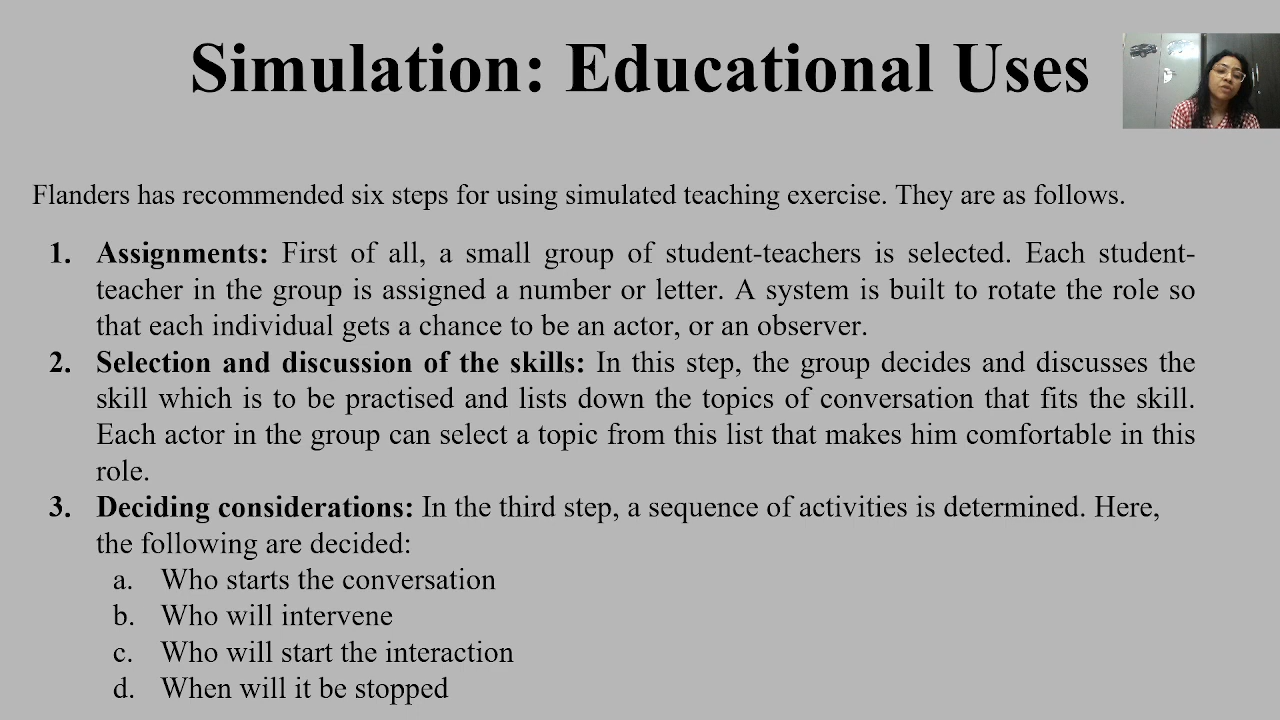 Simulation: Educational Uses
Flanders has recommended six steps for using simulated teaching exercise. They are as follows.
1. Assignments: First of all, a small group of student-teachers is selected. Each student-
teacher in the group is assigned a number or letter. A system is built to rotate the role so
that each individual gets a chance to be an actor, or an observer.
2. Selection and discussion of the skills: In this step, the group decides and discusses the
skill which is to be practised and lists down the topics of conversation that fits the skill.
Each actor in the group can select a topic from this list that makes him comfortable in this
role.
3. Deciding considerations: In the third step, a sequence of activities is determined. Here,
the following are decided:
a. Who starts the conversation
b. Who will intervene
c. Who will start the interaction
d. When will it be stopped